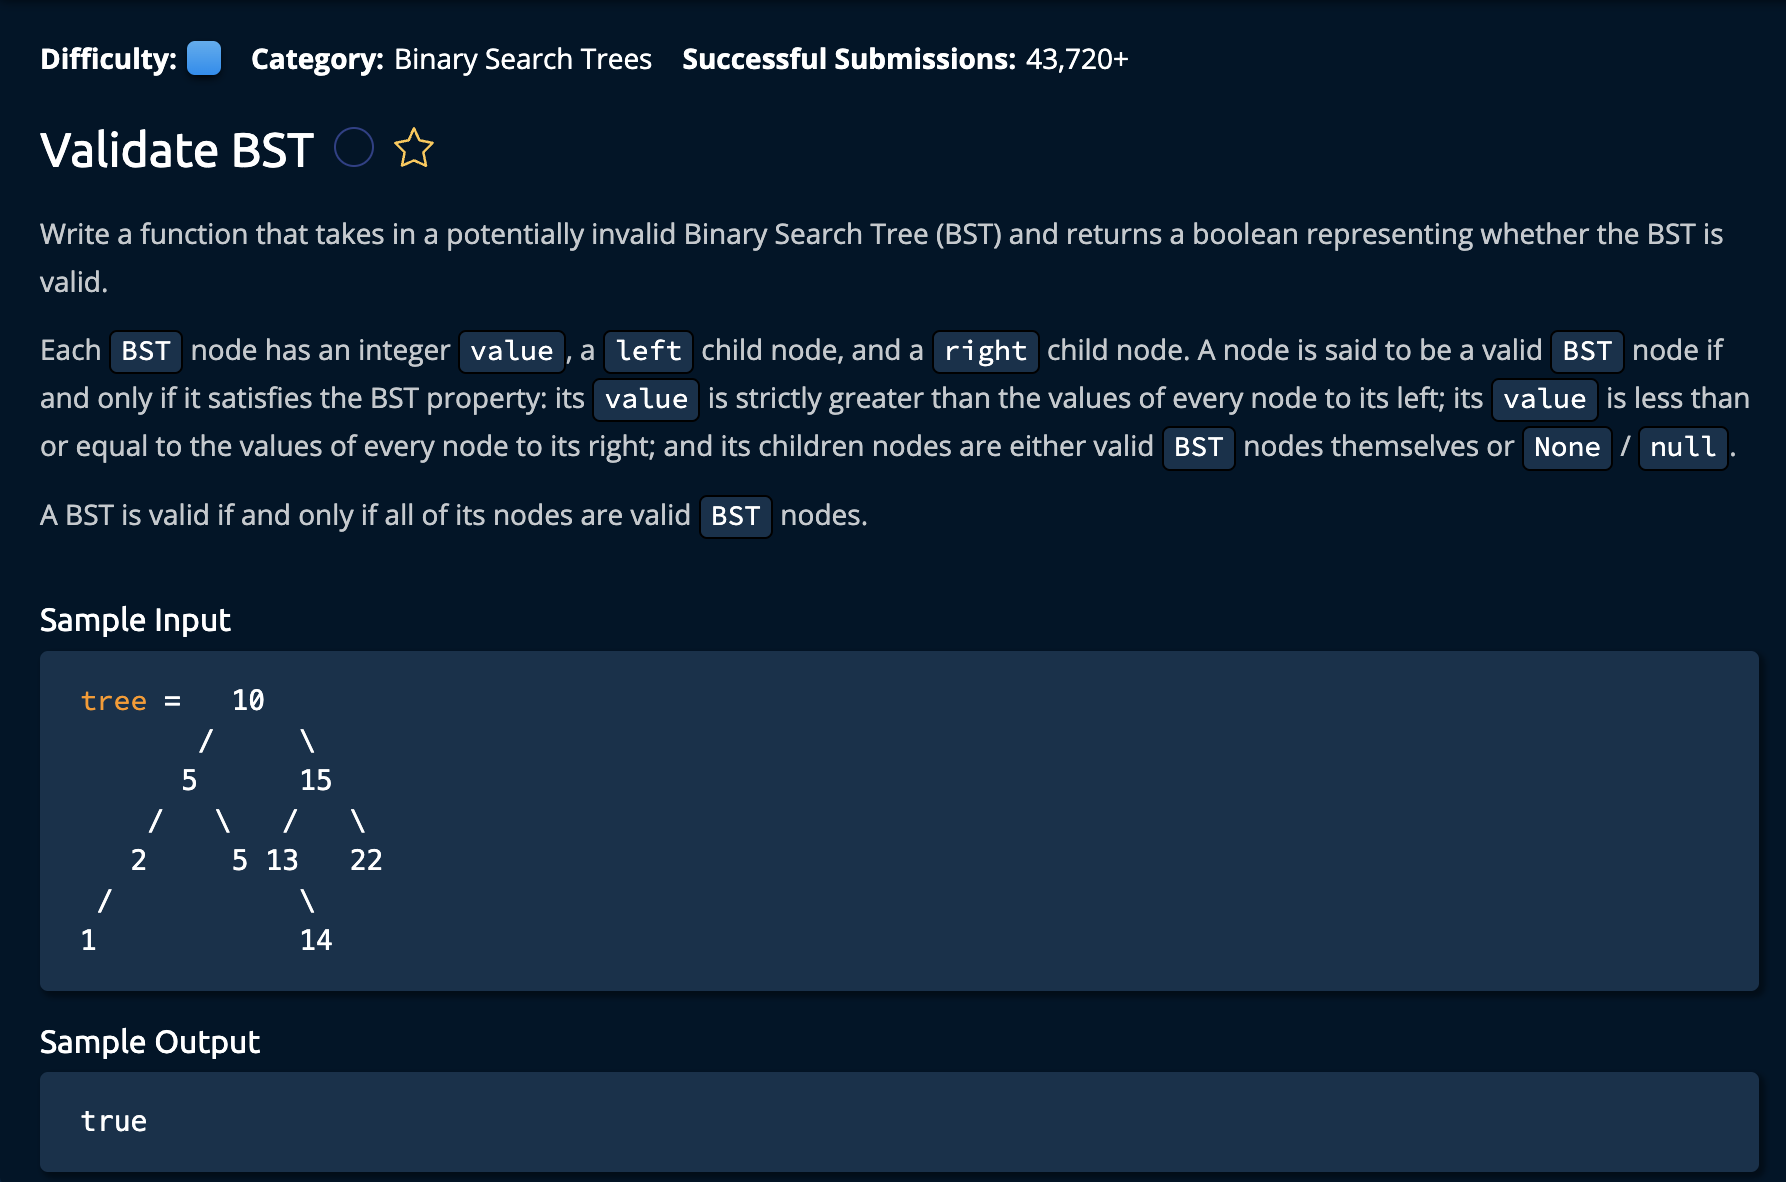 Difficulty: Category: Binary Search Trees Successful Submissions: 43,720+
Validate BST
Write a function that takes in a potentially invalid Binary Search Tree (BST) and returns a boolean representing whether the BST is
valid.
Each BST node has an integer value, a left child node, and a right child node. A node is said to be a valid BST node if
and only if it satisfies the BST property: its value is strictly greater than the values of every node to its left; its value is less than
or equal to the values of every node to its right; and its children nodes are either valid BST nodes themselves or None / null.
A BST is valid if and only if all of its nodes are valid BST nodes.
Sample Input
tree =   10
       /     \
      5      15
    /   \   /   \
   2     5 13   22
 /           \
1            14
Sample Output
true